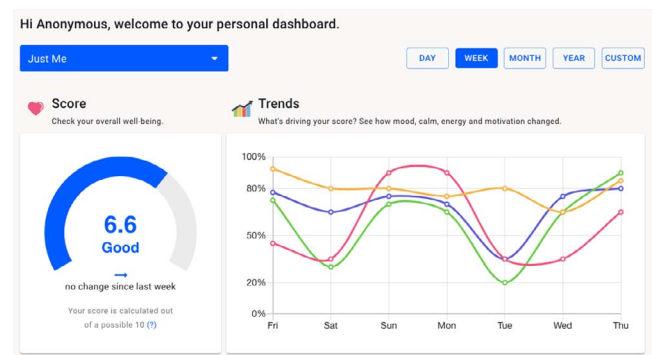 Hi Anonymous, welcome to your personal dashboard.
Just Me
DAY
WEEK
MONTH
YEAR
CUSTOM
Score
Check your overall well-being.
Trends
What's driving your score? See how mood, calm, energy and motivation changed.
6.6
Good
no change since last week
Your score is calculated out
of a possible 10 (?)
100%
80%
50%
20%
0%
Fri Sat Sun Mon Tue Wed Thu